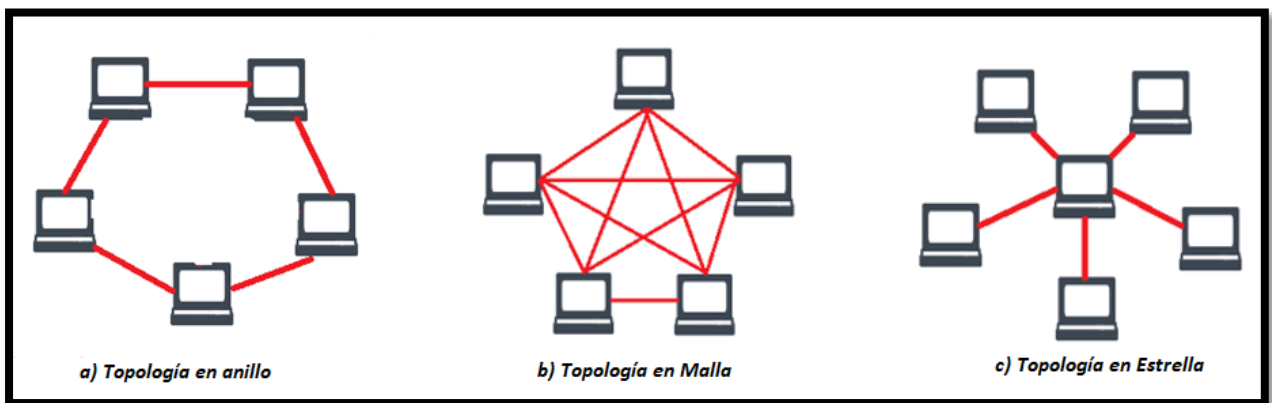 a) Topología en anillo
b) Topología en Malla
c) Topología en Estrella